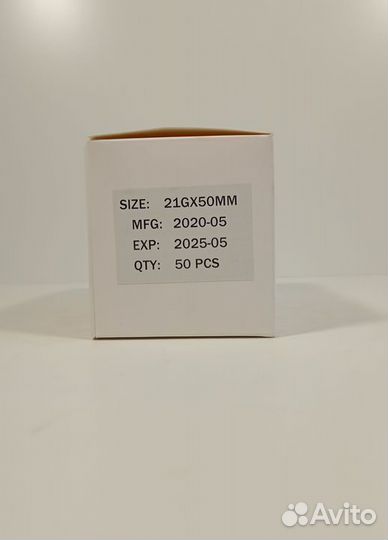 SIZE: 21GX50MM
MFG: 2020-05
EXP: 2025-05
QTY: 50 PCS
Avito